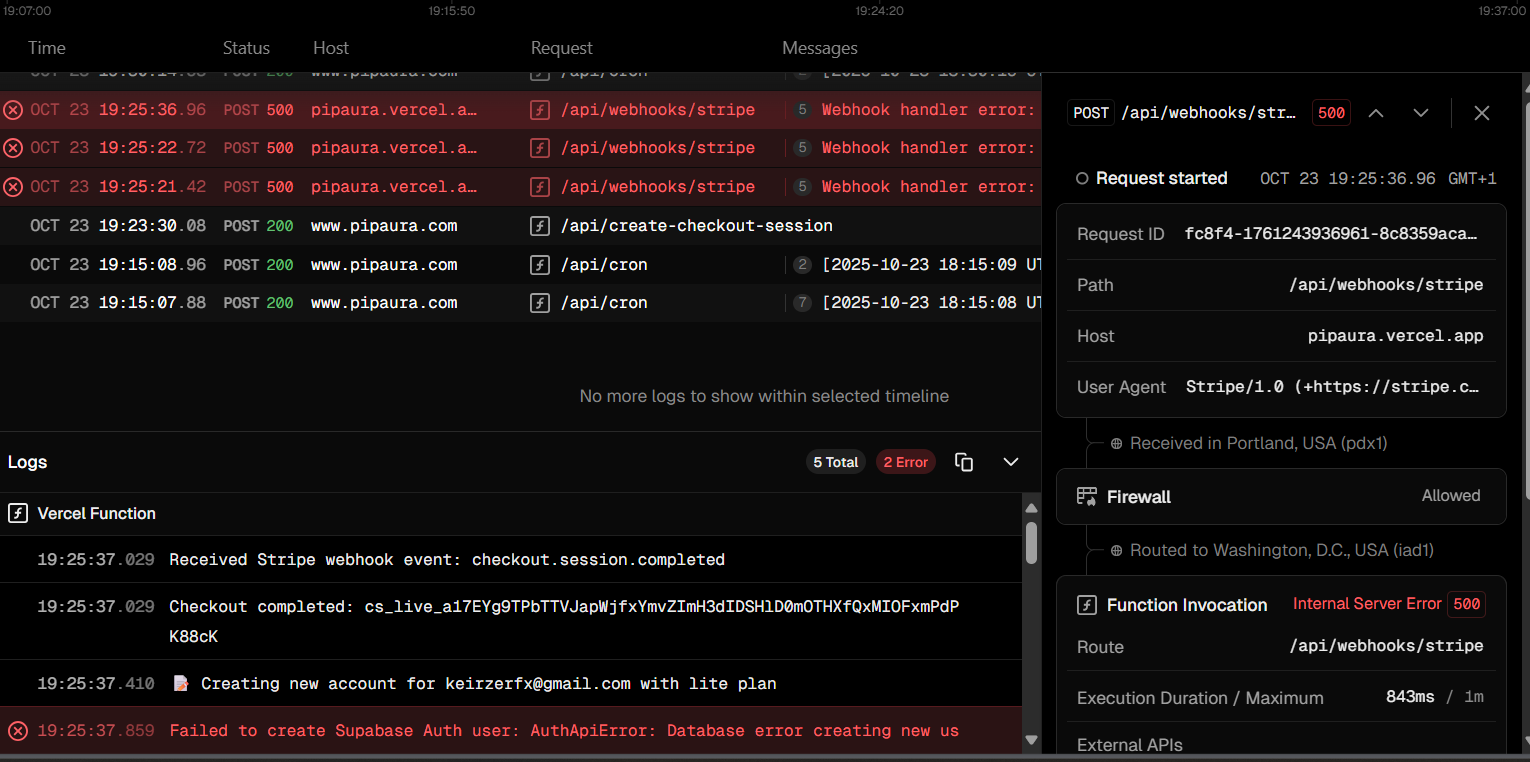 19:07:00 19:15:50 19:24:20 19:37:00
Time Status Host Request Messages
POST 200 www.pipaura.com /api/cron
OCT 23 19:25:36.96 POST 500 pipaura.vercel.a… /api/webhooks/stripe 5 Webhook handler error:
OCT 23 19:25:22.72 POST 500 pipaura.vercel.a… /api/webhooks/stripe 5 Webhook handler error:
OCT 23 19:25:21.42 POST 500 pipaura.vercel.a… /api/webhooks/stripe 5 Webhook handler error:
OCT 23 19:23:30.08 POST 200 www.pipaura.com /api/create-checkout-session
OCT 23 19:15:08.96 POST 200 www.pipaura.com /api/cron 2 [2025-10-23 18:15:09 UT
OCT 23 19:15:07.88 POST 200 www.pipaura.com /api/cron 7 [2025-10-23 18:15:08 UT
No more logs to show within selected timeline
Logs 5 Total 2 Error
Vercel Function
19:25:37.029 Received Stripe webhook event: checkout.session.completed
19:25:37.029 Checkout completed: cs_live_a17EYg9TPbTTVJapWjfxYmvZImH3dIDSHlD0mOTHXfQxMIOFxmPdP
K88cK
19:25:37.410 📝 Creating new account for keirzerfx@gmail.com with lite plan
19:25:37.859 Failed to create Supabase Auth user: AuthApiError: Database error creating new us
POST /api/webhooks/str… 500
Request started OCT 23 19:25:36.96 GMT+1
Request ID fc8f4-1761243936961-8c8359aca…
Path /api/webhooks/stripe
Host pipaura.vercel.app
User Agent Stripe/1.0 (+https://stripe.c…
Received in Portland, USA (pdx1)
Firewall Allowed
Routed to Washington, D.C., USA (iad1)
Function Invocation Internal Server Error 500
Route /api/webhooks/stripe
Execution Duration / Maximum 843ms / 1m
External APIs